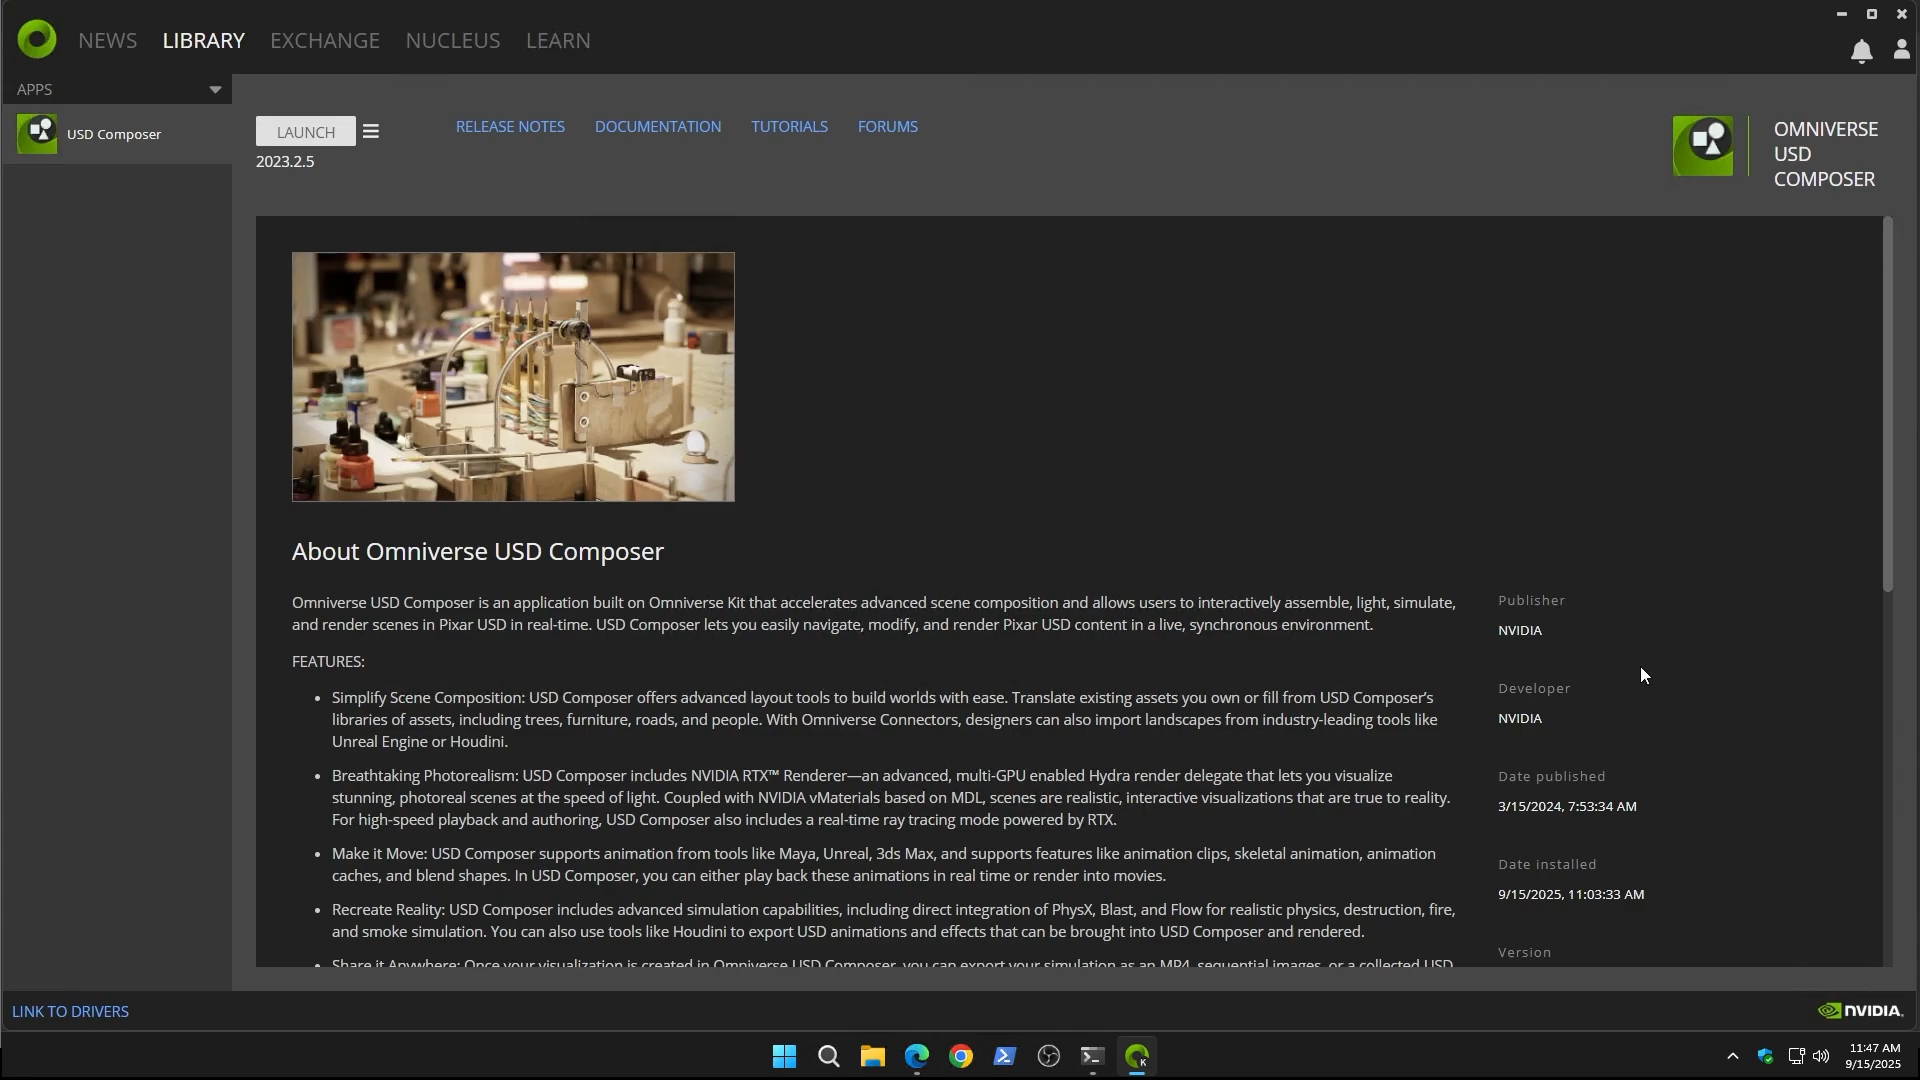 NEWS LIBRARY EXCHANGE NUCLEUS LEARN
APPS
USD Composer
LAUNCH
2023.2.5
RELEASE NOTES DOCUMENTATION TUTORIALS FORUMS
OMNIVERSE
USD
COMPOSER
About Omniverse USD Composer
Omniverse USD Composer is an application built on Omniverse Kit that accelerates advanced scene composition and allows users to interactively assemble, light, simulate,
and render scenes in Pixar USD in real-time. USD Composer lets you easily navigate, modify, and render Pixar USD content in a live, synchronous environment.
FEATURES:
• Simplify Scene Composition: USD Composer offers advanced layout tools to build worlds with ease. Translate existing assets you own or fill from USD Composer’s
libraries of assets, including trees, furniture, roads, and people. With Omniverse Connectors, designers can also import landscapes from industry-leading tools like
Unreal Engine or Houdini.
• Breathtaking Photorealism: USD Composer includes NVIDIA RTX™ Renderer—an advanced, multi-GPU enabled Hydra render delegate that lets you visualize
stunning, photoreal scenes at the speed of light. Coupled with NVIDIA vMaterials based on MDL, scenes are realistic, interactive visualizations that are true to reality.
For high-speed playback and authoring, USD Composer also includes a real-time ray tracing mode powered by RTX.
• Make it Move: USD Composer supports animation from tools like Maya, Unreal, 3ds Max, and supports features like animation clips, skeletal animation, animation
caches, and blend shapes. In USD Composer, you can either play back these animations in real time or render into movies.
• Recreate Reality: USD Composer includes advanced simulation capabilities, including direct integration of PhysX, Blast, and Flow for realistic physics, destruction, fire,
and smoke simulation. You can also use tools like Houdini to export USD animations and effects that can be brought into USD Composer and rendered.
• Share it Anywhere: Once your visualization is created in Omniverse USD Composer, you can export your simulation as an MP4, sequential images, or a collected USD
Publisher
NVIDIA
Developer
NVIDIA
Date published
3/15/2024, 7:53:34 AM
Date installed
9/15/2025, 11:03:33 AM
Version
LINK TO DRIVERS
NVIDIA.
11:47 AM
9/15/2025